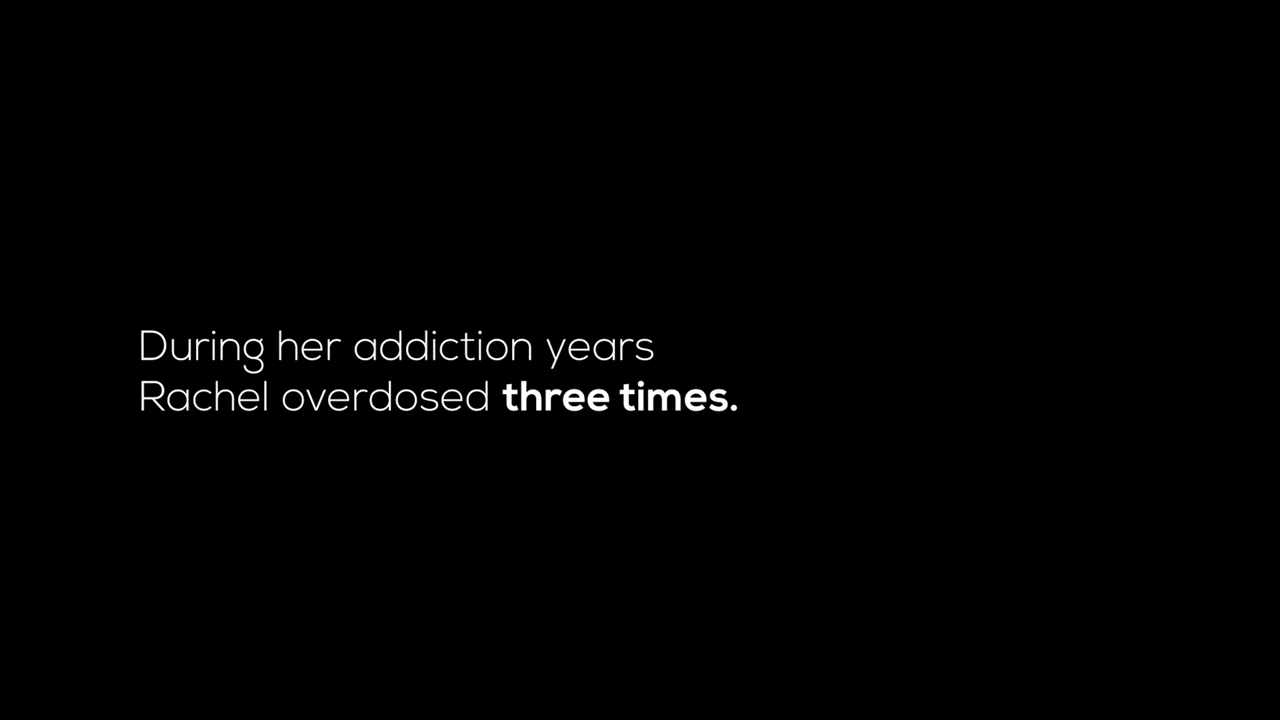 During her addiction years
Rachel overdosed three times.